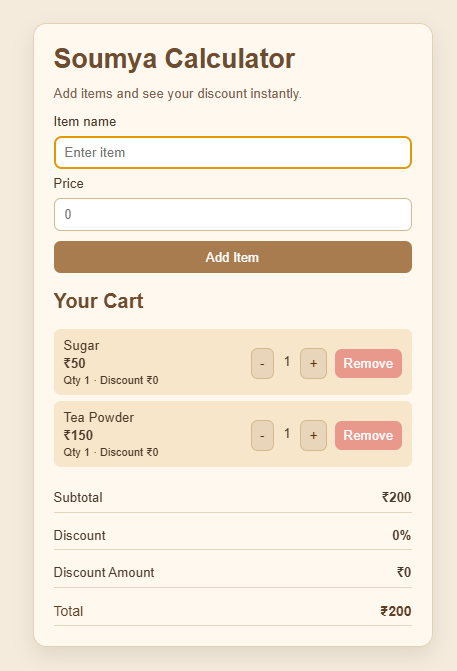 Soumya Calculator
Add items and see your discount instantly.
Item name
Enter item
Price
0
Add Item
Your Cart
Sugar
₹50
Qty 1 · Discount ₹0
- 1 + Remove
Tea Powder
₹150
Qty 1 · Discount ₹0
- 1 + Remove
Subtotal ₹200
Discount 0%
Discount Amount ₹0
Total ₹200